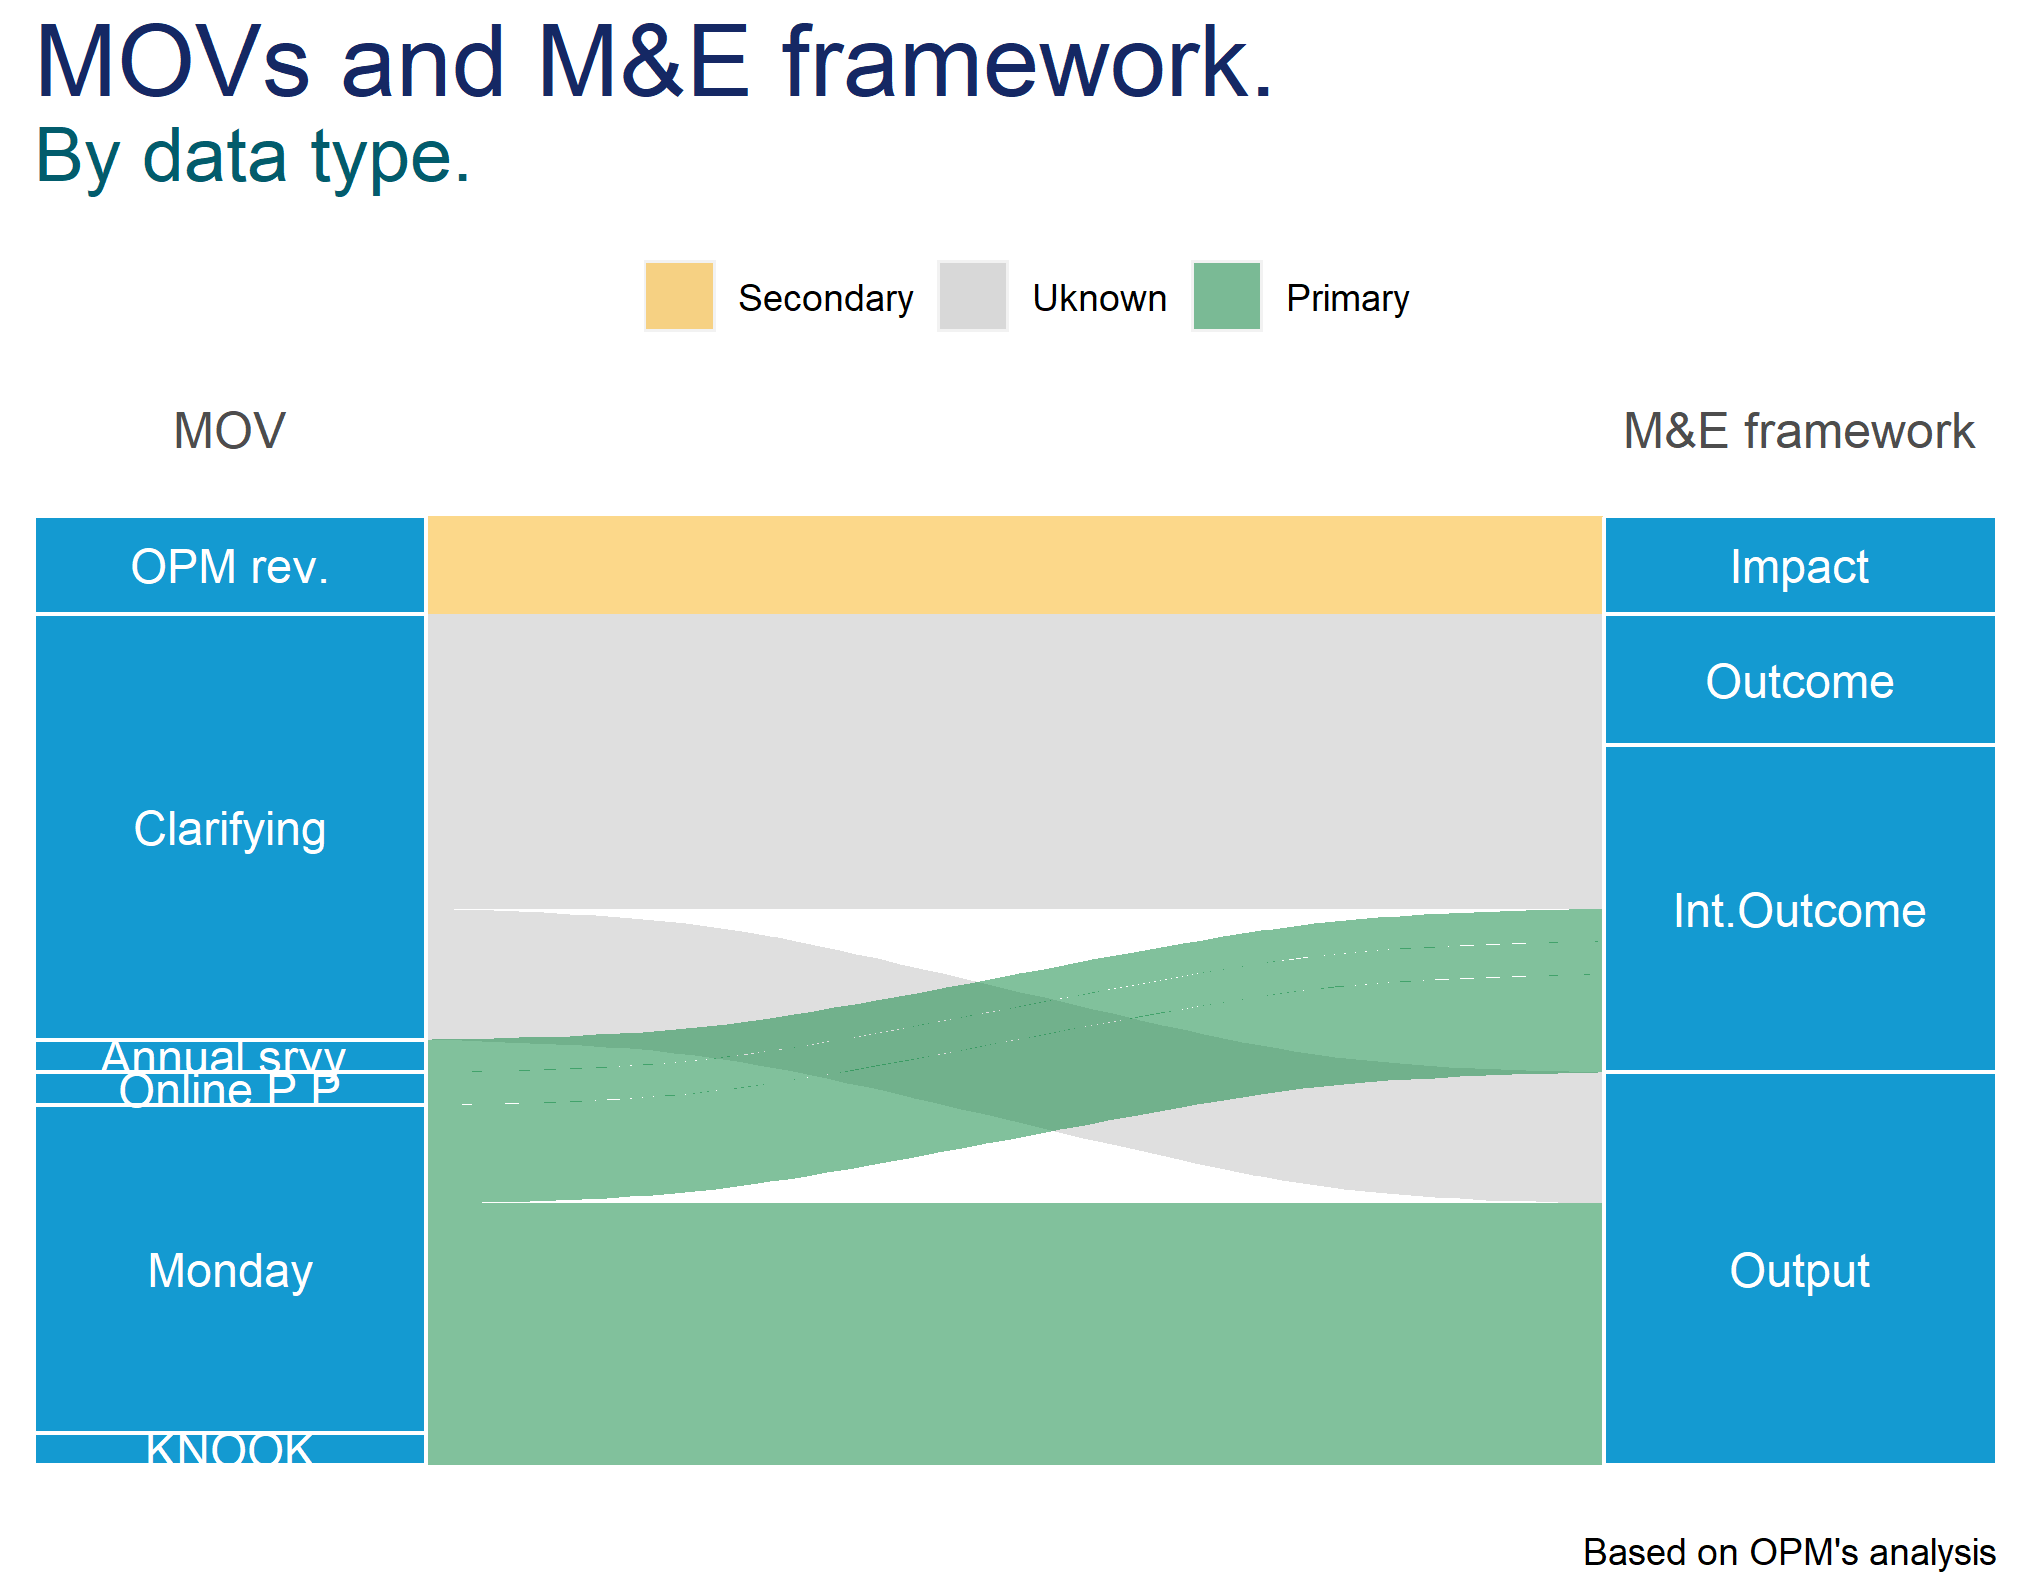 MOVs and M&E framework.
By data type.
Secondary Uknown Primary
MOV M&E framework
OPM rev.
Clarifying
Annual srvy
Online P P
Monday
KNOOK
Impact
Outcome
Int.Outcome
Output
Based on OPM's analysis